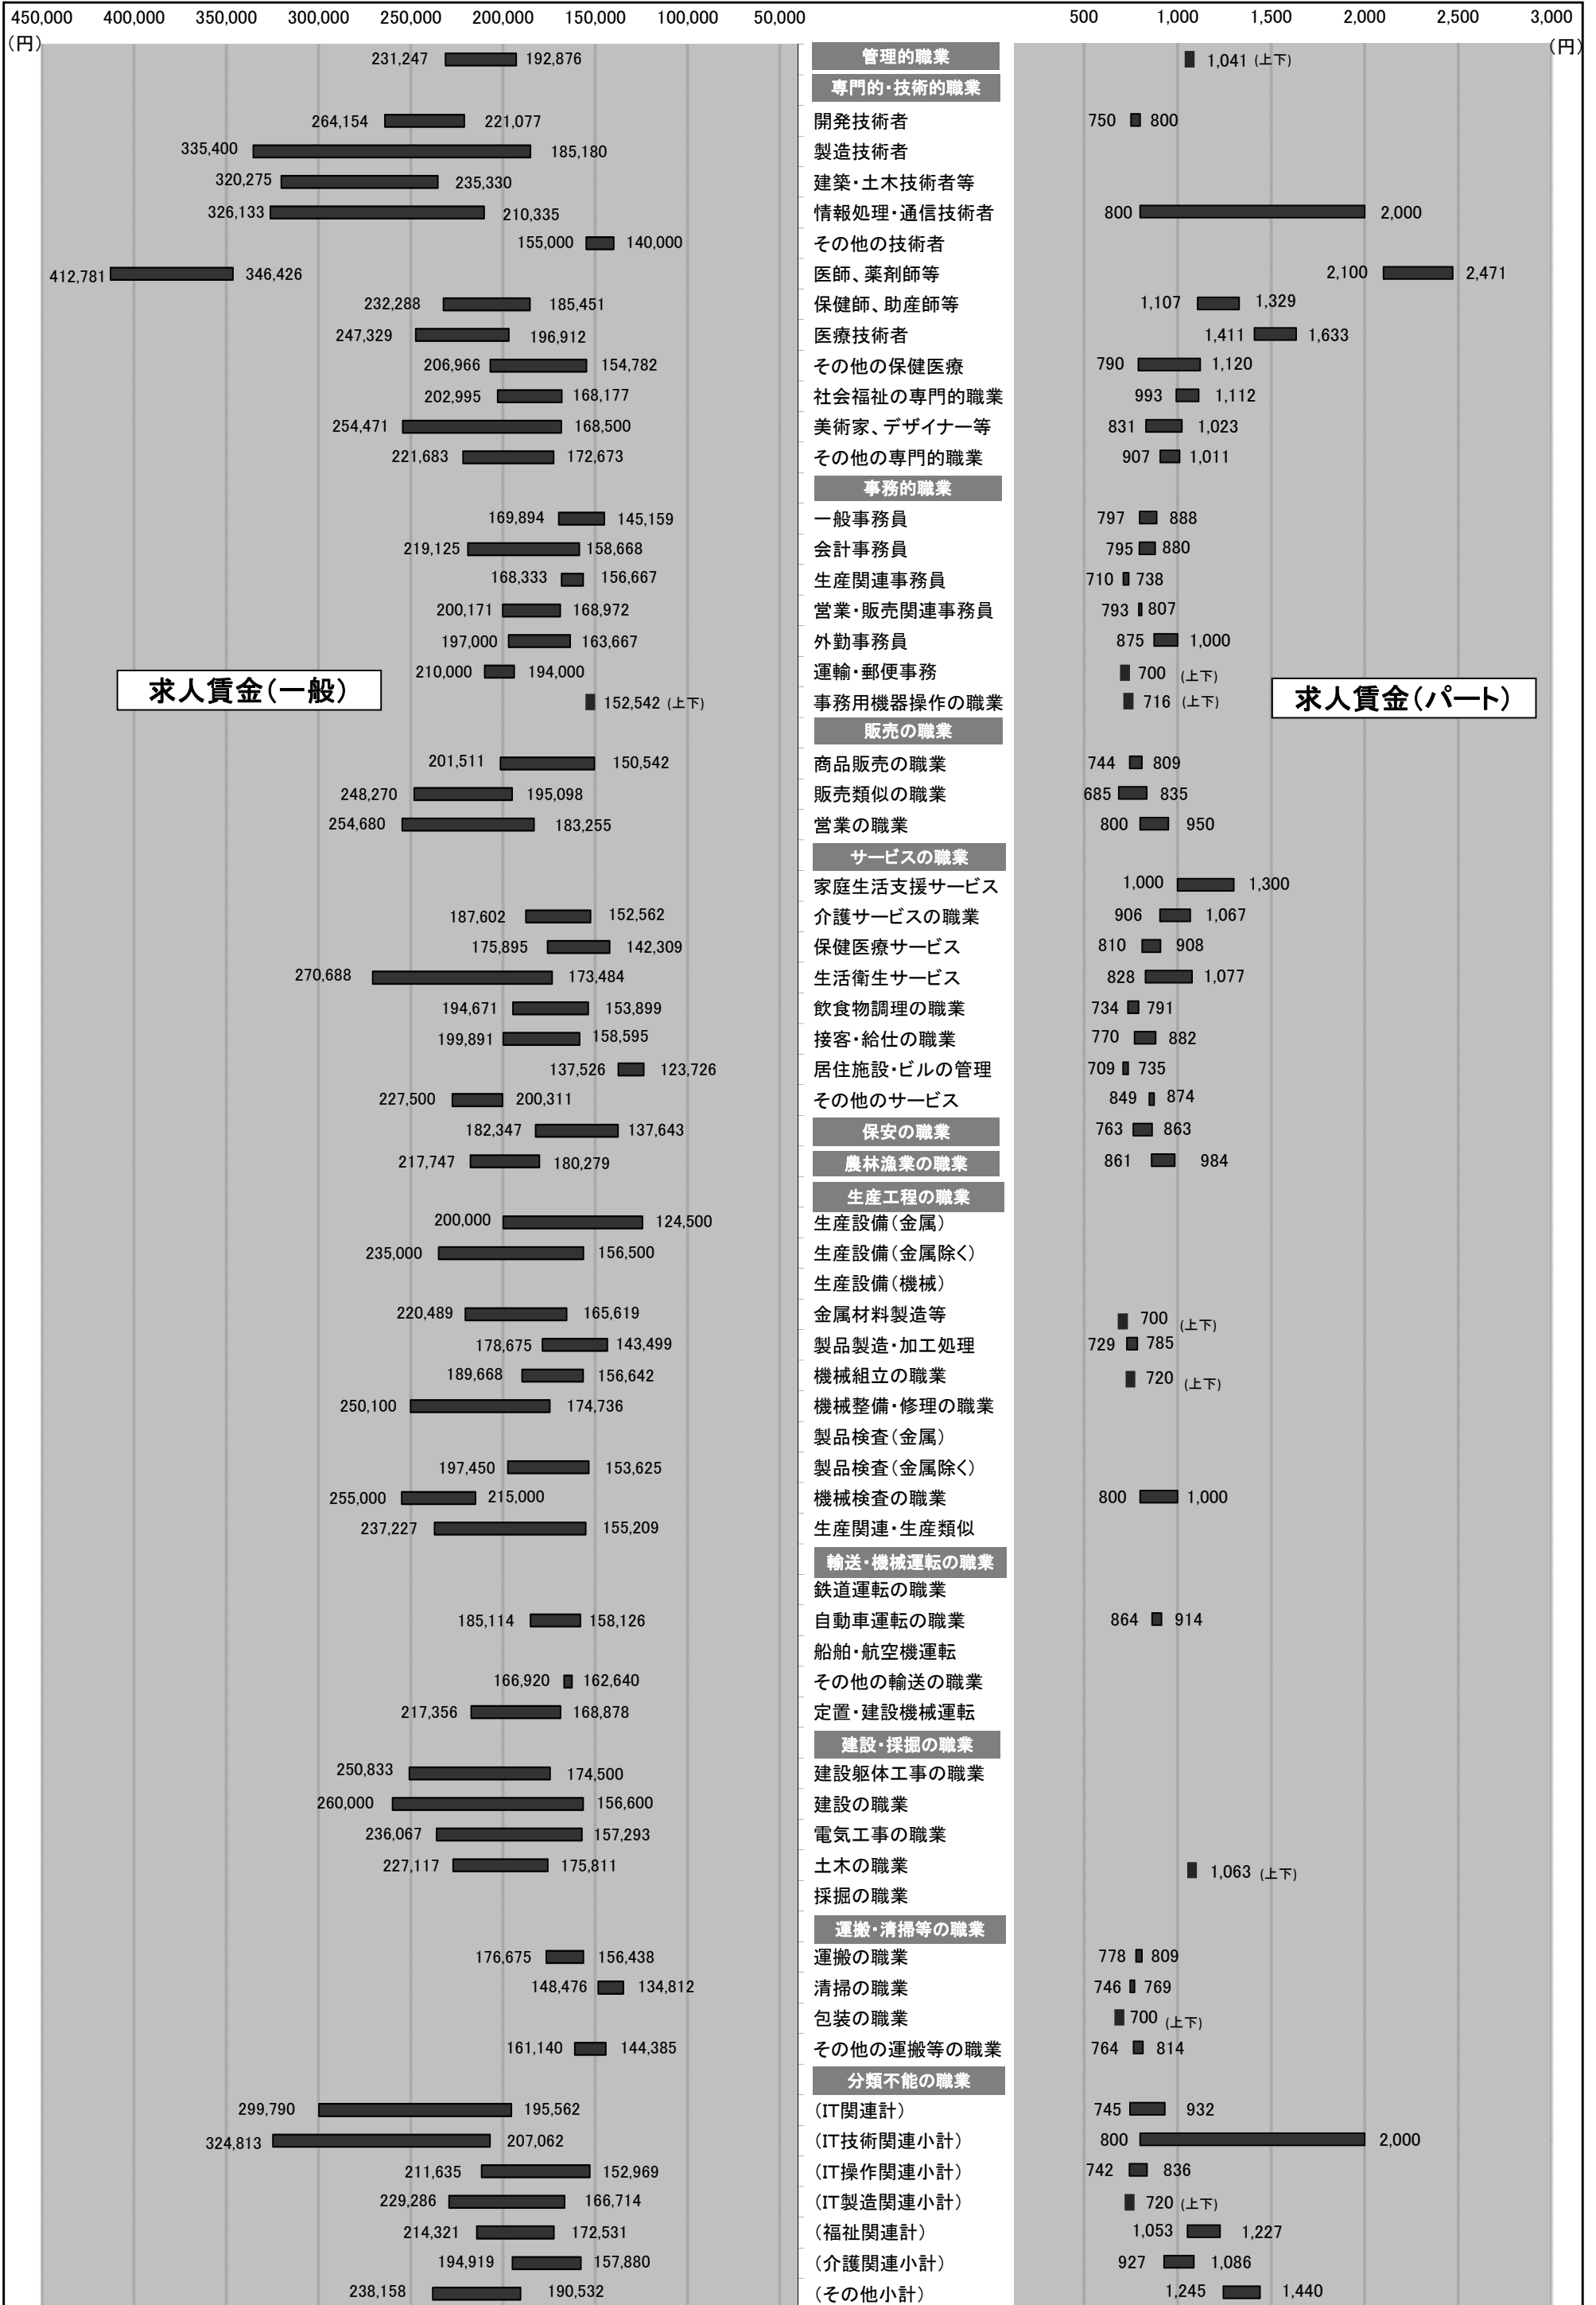 450,000 400,000 350,000 300,000 250,000 200,000 150,000 100,000 50,000 500 1,000 1,500 2,000 2,500 3,000
(円) (円)
231,247 192,876 管理的職業 1,041 (上下)
専門的・技術的職業
264,154 221,077 開発技術者 750 800
335,400 185,180 製造技術者
320,275 235,330 建築・土木技術者等
326,133 210,335 情報処理・通信技術者 800 2,000
155,000 140,000 その他の技術者
412,781 346,426 医師、薬剤師等 2,100 2,471
232,288 185,451 保健師、助産師等 1,107 1,329
247,329 196,912 医療技術者 1,411 1,633
206,966 154,782 その他の保健医療 790 1,120
202,995 168,177 社会福祉の専門的職業 993 1,112
254,471 168,500 美術家、デザイナー等 831 1,023
221,683 172,673 その他の専門的職業 907 1,011
事務的職業
169,894 145,159 一般事務員 797 888
219,125 158,668 会計事務員 795 880
168,333 156,667 生産関連事務員 710 738
200,171 168,972 営業・販売関連事務員 793 807
197,000 163,667 外勤事務員 875 1,000
210,000 194,000 運輸・郵便事務 700 (上下)
求人賃金(一般) 求人賃金(パート)
152,542 (上下) 事務用機器操作の職業 716 (上下)
販売の職業
201,511 150,542 商品販売の職業 744 809
248,270 195,098 販売類似の職業 685 835
254,680 183,255 営業の職業 800 950
サービスの職業
家庭生活支援サービス 1,000 1,300
187,602 152,562 介護サービスの職業 906 1,067
175,895 142,309 保健医療サービス 810 908
270,688 173,484 生活衛生サービス 828 1,077
194,671 153,899 飲食物調理の職業 734 791
199,891 158,595 接客・給仕の職業 770 882
137,526 123,726 居住施設・ビルの管理 709 735
227,500 200,311 その他のサービス 849 874
182,347 137,643 保安の職業 763 863
217,747 180,279 農林漁業の職業 861 984
生産工程の職業
200,000 124,500 生産設備(金属)
235,000 156,500 生産設備(金属除く)
生産設備(機械)
220,489 165,619 金属材料製造等 700 (上下)
178,675 143,499 製品製造・加工処理 729 785
189,668 156,642 機械組立の職業 720 (上下)
250,100 174,736 機械整備・修理の職業
製品検査(金属)
197,450 153,625 製品検査(金属除く)
255,000 215,000 機械検査の職業 800 1,000
237,227 155,209 生産関連・生産類似
輸送・機械運転の職業
鉄道運転の職業
185,114 158,126 自動車運転の職業 864 914
船舶・航空機運転
166,920 162,640 その他の輸送の職業
217,356 168,878 定置・建設機械運転
建設・採掘の職業
250,833 174,500 建設躯体工事の職業
260,000 156,600 建設の職業
236,067 157,293 電気工事の職業
227,117 175,811 土木の職業 1,063 (上下)
採掘の職業
運搬・清掃等の職業
176,675 156,438 運搬の職業 778 809
148,476 134,812 清掃の職業 746 769
包装の職業 700 (上下)
161,140 144,385 その他の運搬等の職業 764 814
分類不能の職業
299,790 195,562 (IT関連計) 745 932
324,813 207,062 (IT技術関連小計) 800 2,000
211,635 152,969 (IT操作関連小計) 742 836
229,286 166,714 (IT製造関連小計) 720 (上下)
214,321 172,531 (福祉関連計) 1,053 1,227
194,919 157,880 (介護関連小計) 927 1,086
238,158 190,532 (その他小計) 1,245 1,440